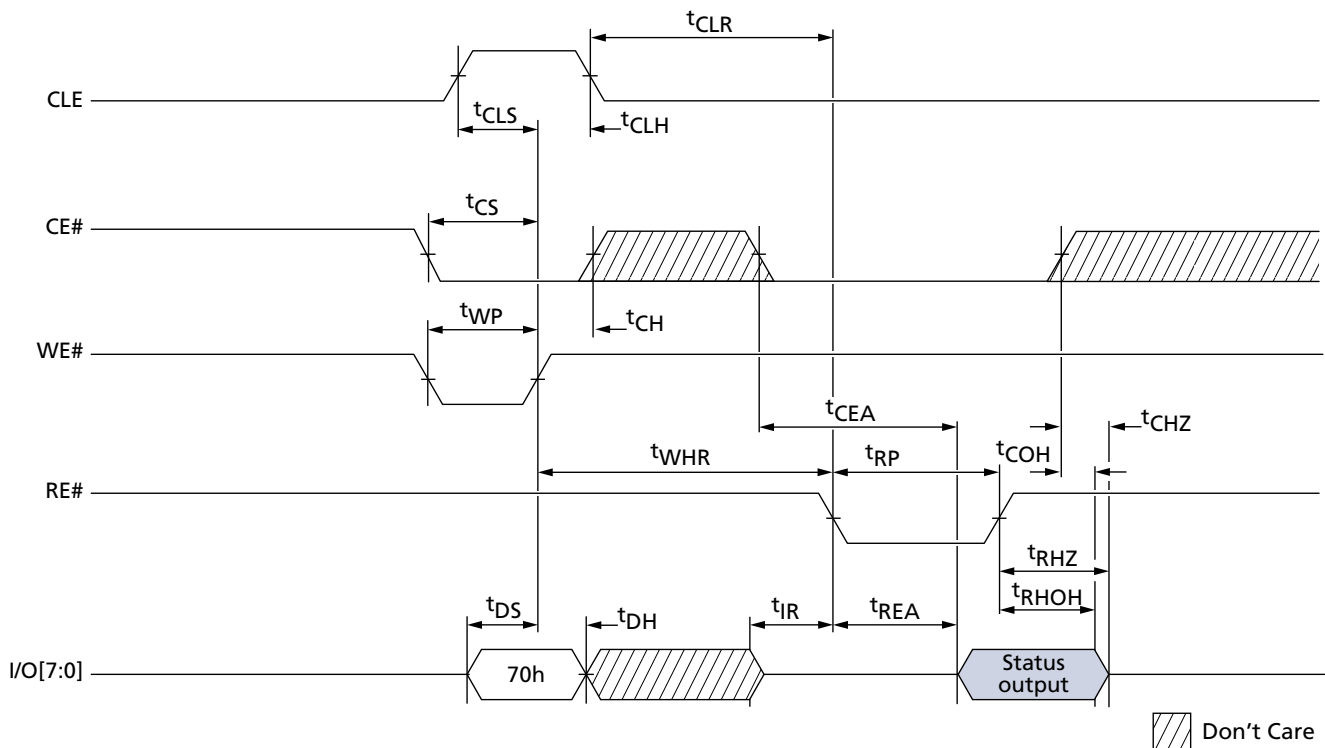 tCLR
CLE
tCLS
tCLH
tCS
CE#
tWP
tCH
WE#
tCEA
tCHZ
tWHR
tRP
tCOH
RE#
tRHZ
tRHOH
tDS
tDH
tIR
tREA
I/O[7:0]
70h
Status
output
Don't Care